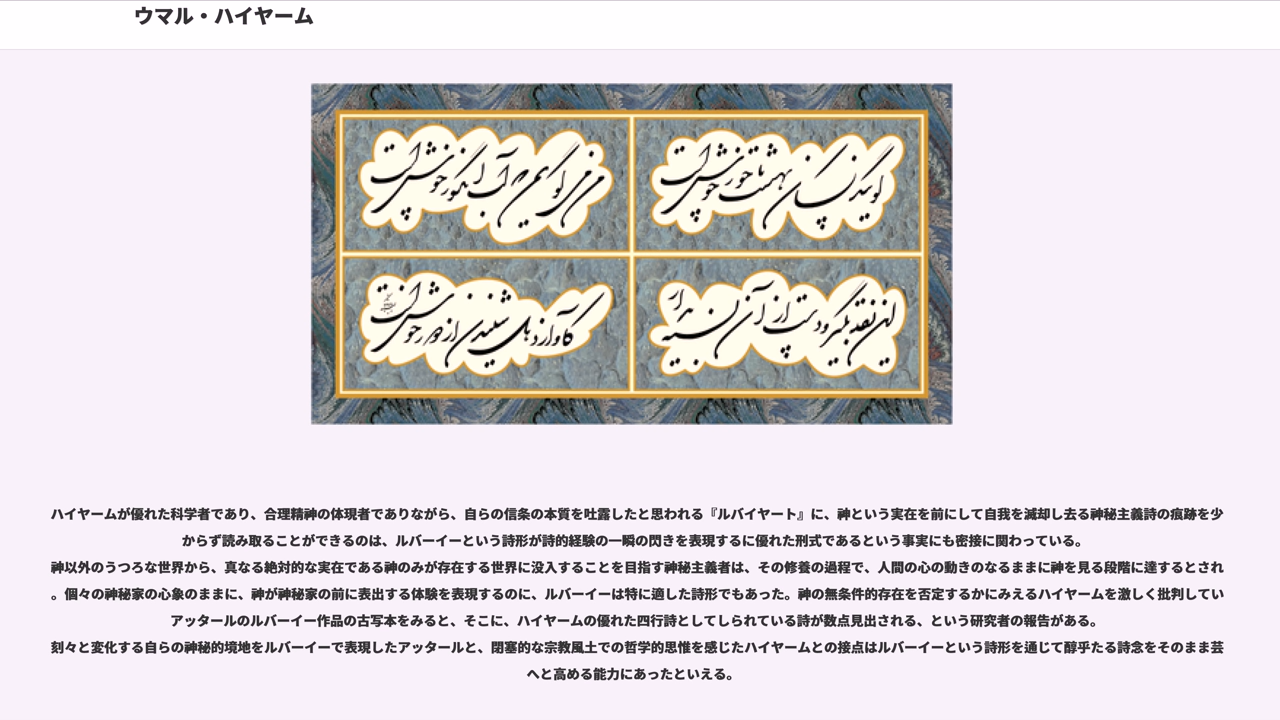 ウマル・ハイヤーム
گویند کسان بهشت با حور خوش است
من می گویم که آب انگور خوش است
این نقد بگیر و دست از آن نسیه بدار
کاواز دهل شنیدن از دور خوش است
ハイヤームが優れた科学者であり、合理精神の体現者でありながら、自らの信条の本質を吐露したと思われる『ルバイヤート』に、神という実在を前にして自我を滅却し去る神秘主義詩の痕跡を少
からず読み取ることができるのは、ルバーイーという詩形が詩的経験の一瞬の閃きを表現するに優れた刑式であるという事実にも密接に関わっている。
神以外のうつろな世界から、真なる絶対的な実在である神のみが存在する世界に没入することを目指す神秘主義者は、その修養の過程で、人間の心の動きのなるままに神を見る段階に達するとされ
。個々の神秘家の心象のままに、神が神秘家の前に表出する体験を表現するのに、ルバーイーは特に適した詩形でもあった。神の無条件的存在を否定するかにみえるハイヤームを激しく批判してい
アッタールのルバーイー作品の古写本をみると、そこに、ハイヤームの優れた四行詩としてしられている詩が数点見出される、という研究者の報告がある。
刻々と変化する自らの神秘的境地をルバーイーで表現したアッタールと、閉塞的な宗教風土での哲学的思惟を感じたハイヤームとの接点はルバーイーという詩形を通じて醇乎たる詩念をそのまま芸
へと高める能力にあったといえる。